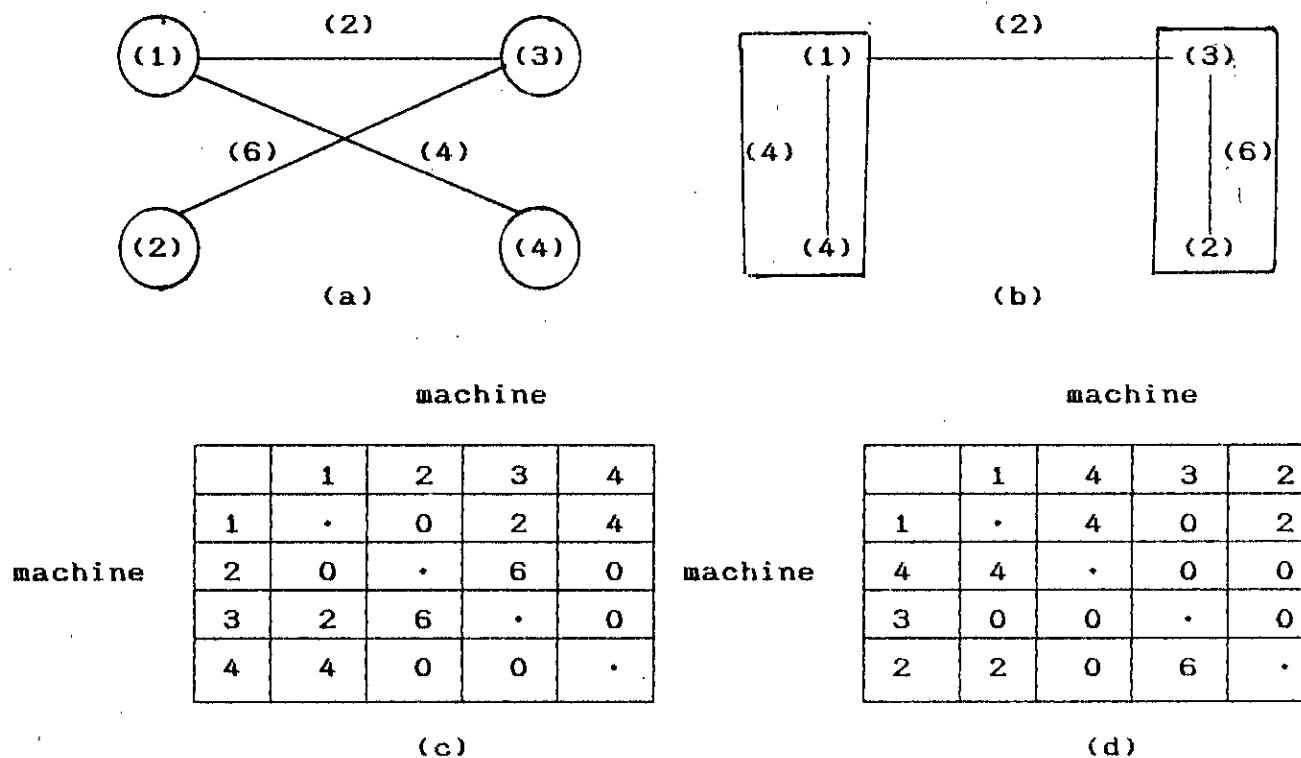 (2) (2)
(1) (3) (1) (3)
(6) (4) (4) (6)
(2) (4) (4) (2)
(a) (b)
machine machine
1 2 3 4 1 4 3 2
1 · 0 2 4 1 · 4 0 2
machine 2 0 · 6 0 machine 4 4 · 0 0
3 2 6 · 0 3 0 0 · 0
4 4 0 0 · 2 2 0 6 ·
(c) (d)